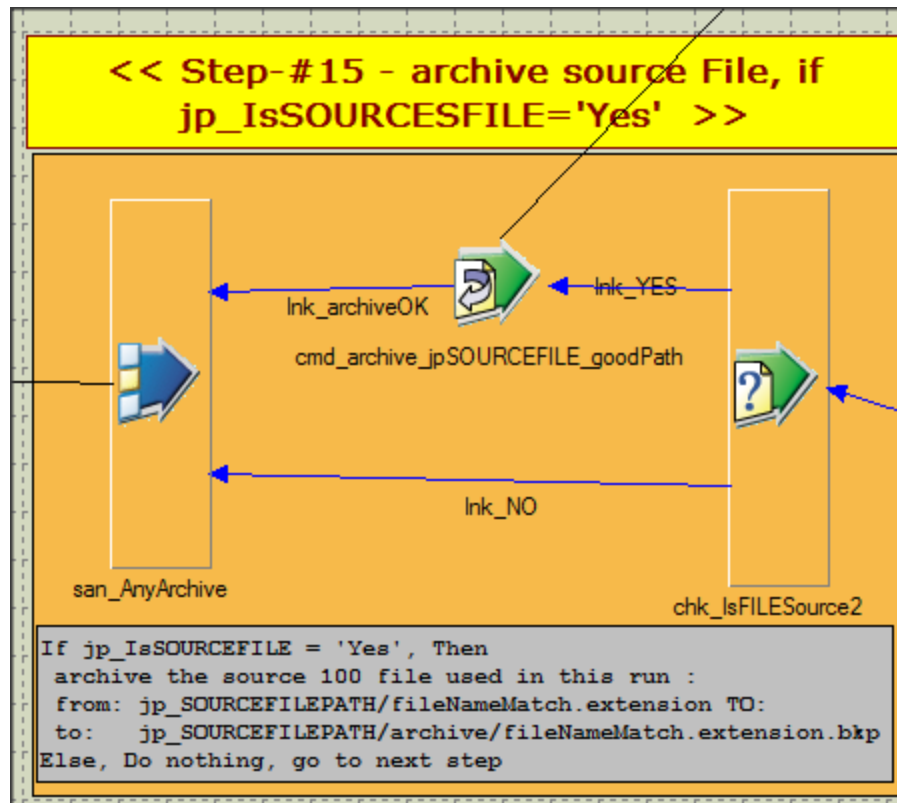 << Step-#15 - archive source File, if
jp_IsSOURCESFILE='Yes' >>
lnk_archiveOK
lnk_YES
cmd_archive_jpSOURCEFILE_goodPath
lnk_NO
san_AnyArchive
chk_IsFILESource2
If jp_IsSOURCEFILE = 'Yes', Then
archive the source 100 file used in this run :
from: jp_SOURCEFILEPATH/fileNameMatch.extension TO:
to: jp_SOURCEFILEPATH/archive/fileNameMatch.extension.bkp
Else, Do nothing, go to next step